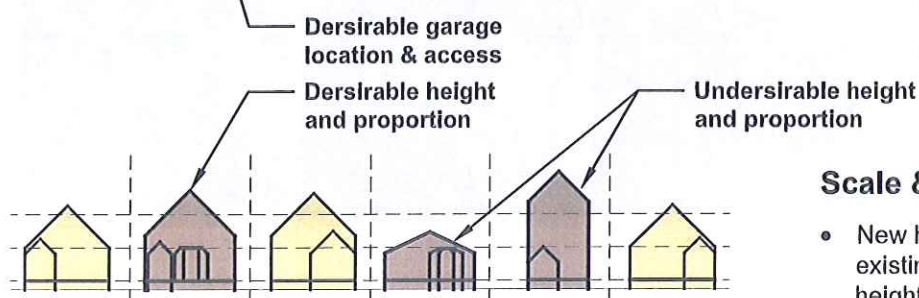 Dersirable garage
location & access
Dersirable height
and proportion
Undersirable height
and proportion
Scale &
• New h
existin
height